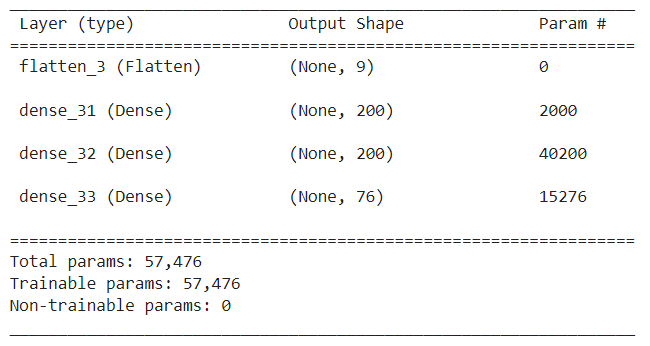 Layer (type) Output Shape Param #
flatten_3 (Flatten) (None, 9) 0
dense_31 (Dense) (None, 200) 2000
dense_32 (Dense) (None, 200) 40200
dense_33 (Dense) (None, 76) 15276
Total params: 57,476
Trainable params: 57,476
Non-trainable params: 0